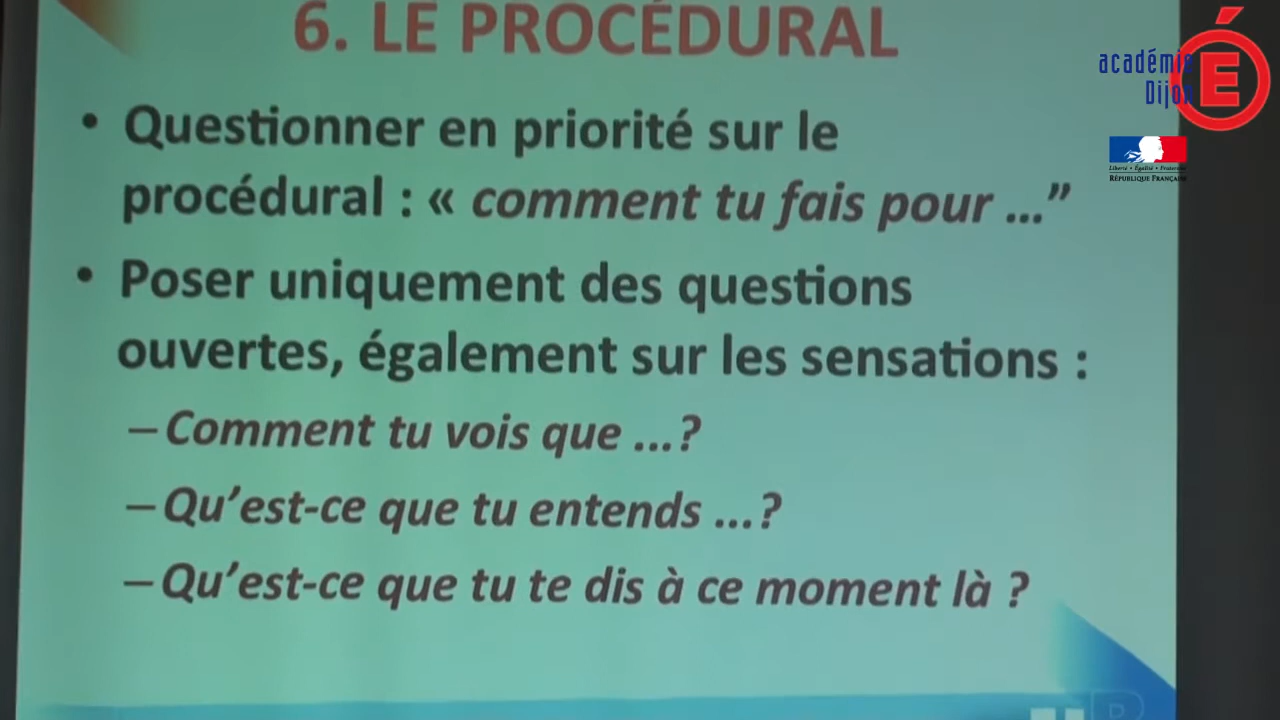 6. LE PROCÉDURAL
académie
Dijon
É
• Questionner en priorité sur le
procédural : « comment tu fais pour …”
Liberté • Égalité • Fraternité
RÉPUBLIQUE FRANÇAISE
• Poser uniquement des questions
ouvertes, également sur les sensations :
– Comment tu vois que …?
– Qu’est-ce que tu entends …?
– Qu’est-ce que tu te dis à ce moment là ?